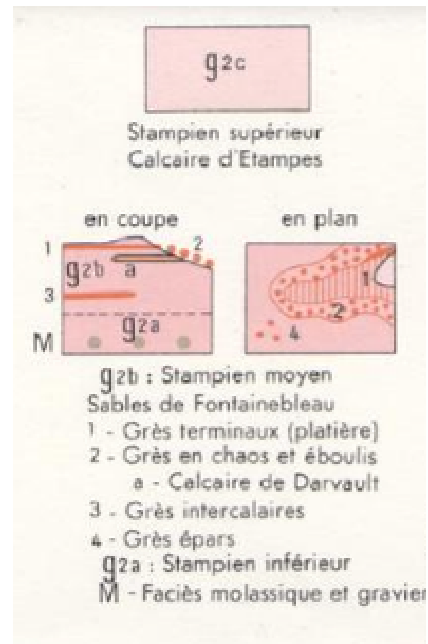 g2c
Stampien supérieur
Calcaire d'Etampes
en coupe
en plan
1
2
g2b
a
3
g2a
M
1
2
4
g2b : Stampien moyen
Sables de Fontainebleau
1 - Grès terminaux (platière)
2 - Grès en chaos et éboulis
a - Calcaire de Darvault
3 - Grès intercalaires
4 - Grès épars
g2a : Stampien inférieur
M - Faciès molassique et gravier